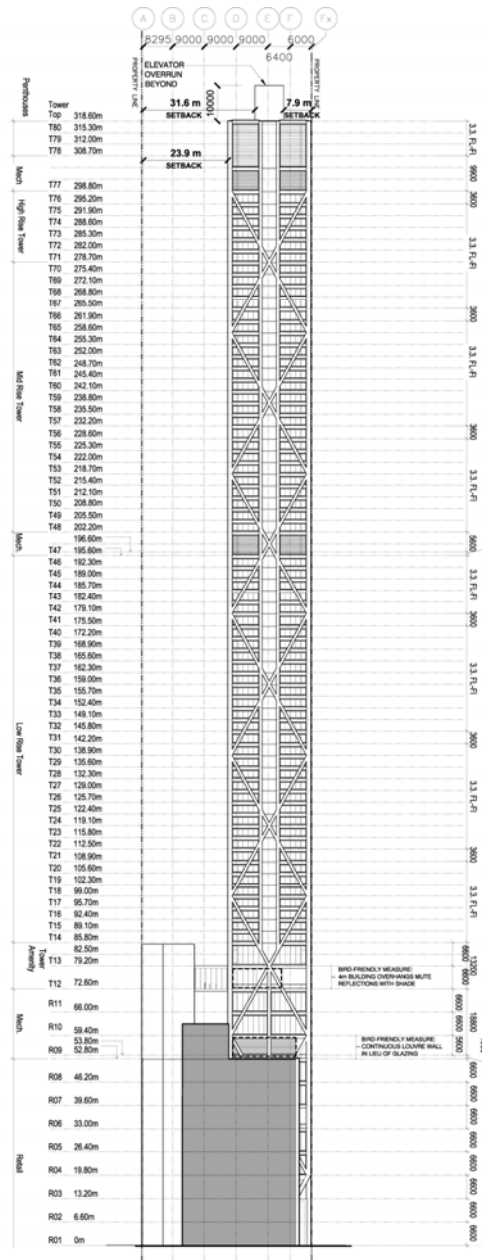 A B C D E F Fx
8295 9000 9000 9000 6000
6400
PROPERTY LINE
ELEVATOR
OVERRUN
BEYOND
PROPERTY LINE
10000
31.6 m
SETBACK
7.9 m
SETBACK
23.9 m
SETBACK
Penthouses
Tower
Top 318.60m
T80 315.30m
T79 312.00m
T78 308.70m
Mech
T77 298.80m
High Rise Tower
T76 295.20m
T75 291.90m
T74 288.60m
T73 285.30m
T72 282.00m
T71 278.70m
Mid Rise Tower
T70 275.40m
T69 272.10m
T68 268.80m
T67 265.50m
T66 261.90m
T65 258.60m
T64 255.30m
T63 252.00m
T62 248.70m
T61 245.40m
T60 242.10m
T59 238.80m
T58 235.50m
T57 232.20m
T56 228.60m
T55 225.30m
T54 222.00m
T53 218.70m
T52 215.40m
T51 212.10m
T50 208.80m
T49 205.50m
T48 202.20m
Mech.
196.60m
T47 195.60m
Low Rise Tower
T46 192.30m
T45 189.00m
T44 185.70m
T43 182.40m
T42 179.10m
T41 175.50m
T40 172.20m
T39 168.90m
T38 165.60m
T37 162.30m
T36 159.00m
T35 155.70m
T34 152.40m
T33 149.10m
T32 145.80m
T31 142.20m
T30 138.90m
T29 135.60m
T28 132.30m
T27 129.00m
T26 125.70m
T25 122.40m
T24 119.10m
T23 115.80m
T22 112.50m
T21 108.90m
T20 105.60m
T19 102.30m
T18 99.00m
T17 95.70m
T16 92.40m
T15 89.10m
T14 85.80m
Tower
Amenity
82.50m
T13 79.20m
T12 72.60m
Mech.
R11 66.00m
R10 59.40m
53.80m
R09 52.80m
Retail
R08 46.20m
R07 39.60m
R06 33.00m
R05 26.40m
R04 19.80m
R03 13.20m
R02 6.60m
R01 0m
BIRD-FRIENDLY MEASURE:
4m BUILDING OVERHANGS MUTE
REFLECTIONS WITH SHADE
BIRD-FRIENDLY MEASURE:
CONTINUOUS LOUVRE WALL
IN LIEU OF GLAZING
3.3. FL-Fl
9900
3600
3.3. FL-Fl
3600
3.3. FL-Fl
3600
3.3. FL-Fl
5600
3.3. FL-Fl
3600
3.3. FL-Fl
3600
3.3. FL-Fl
3600
3.3. FL-Fl
13200
6600 6600
18800
6600 6600 5600
6600
6600
6600
6600
6600
6600
6600
6600